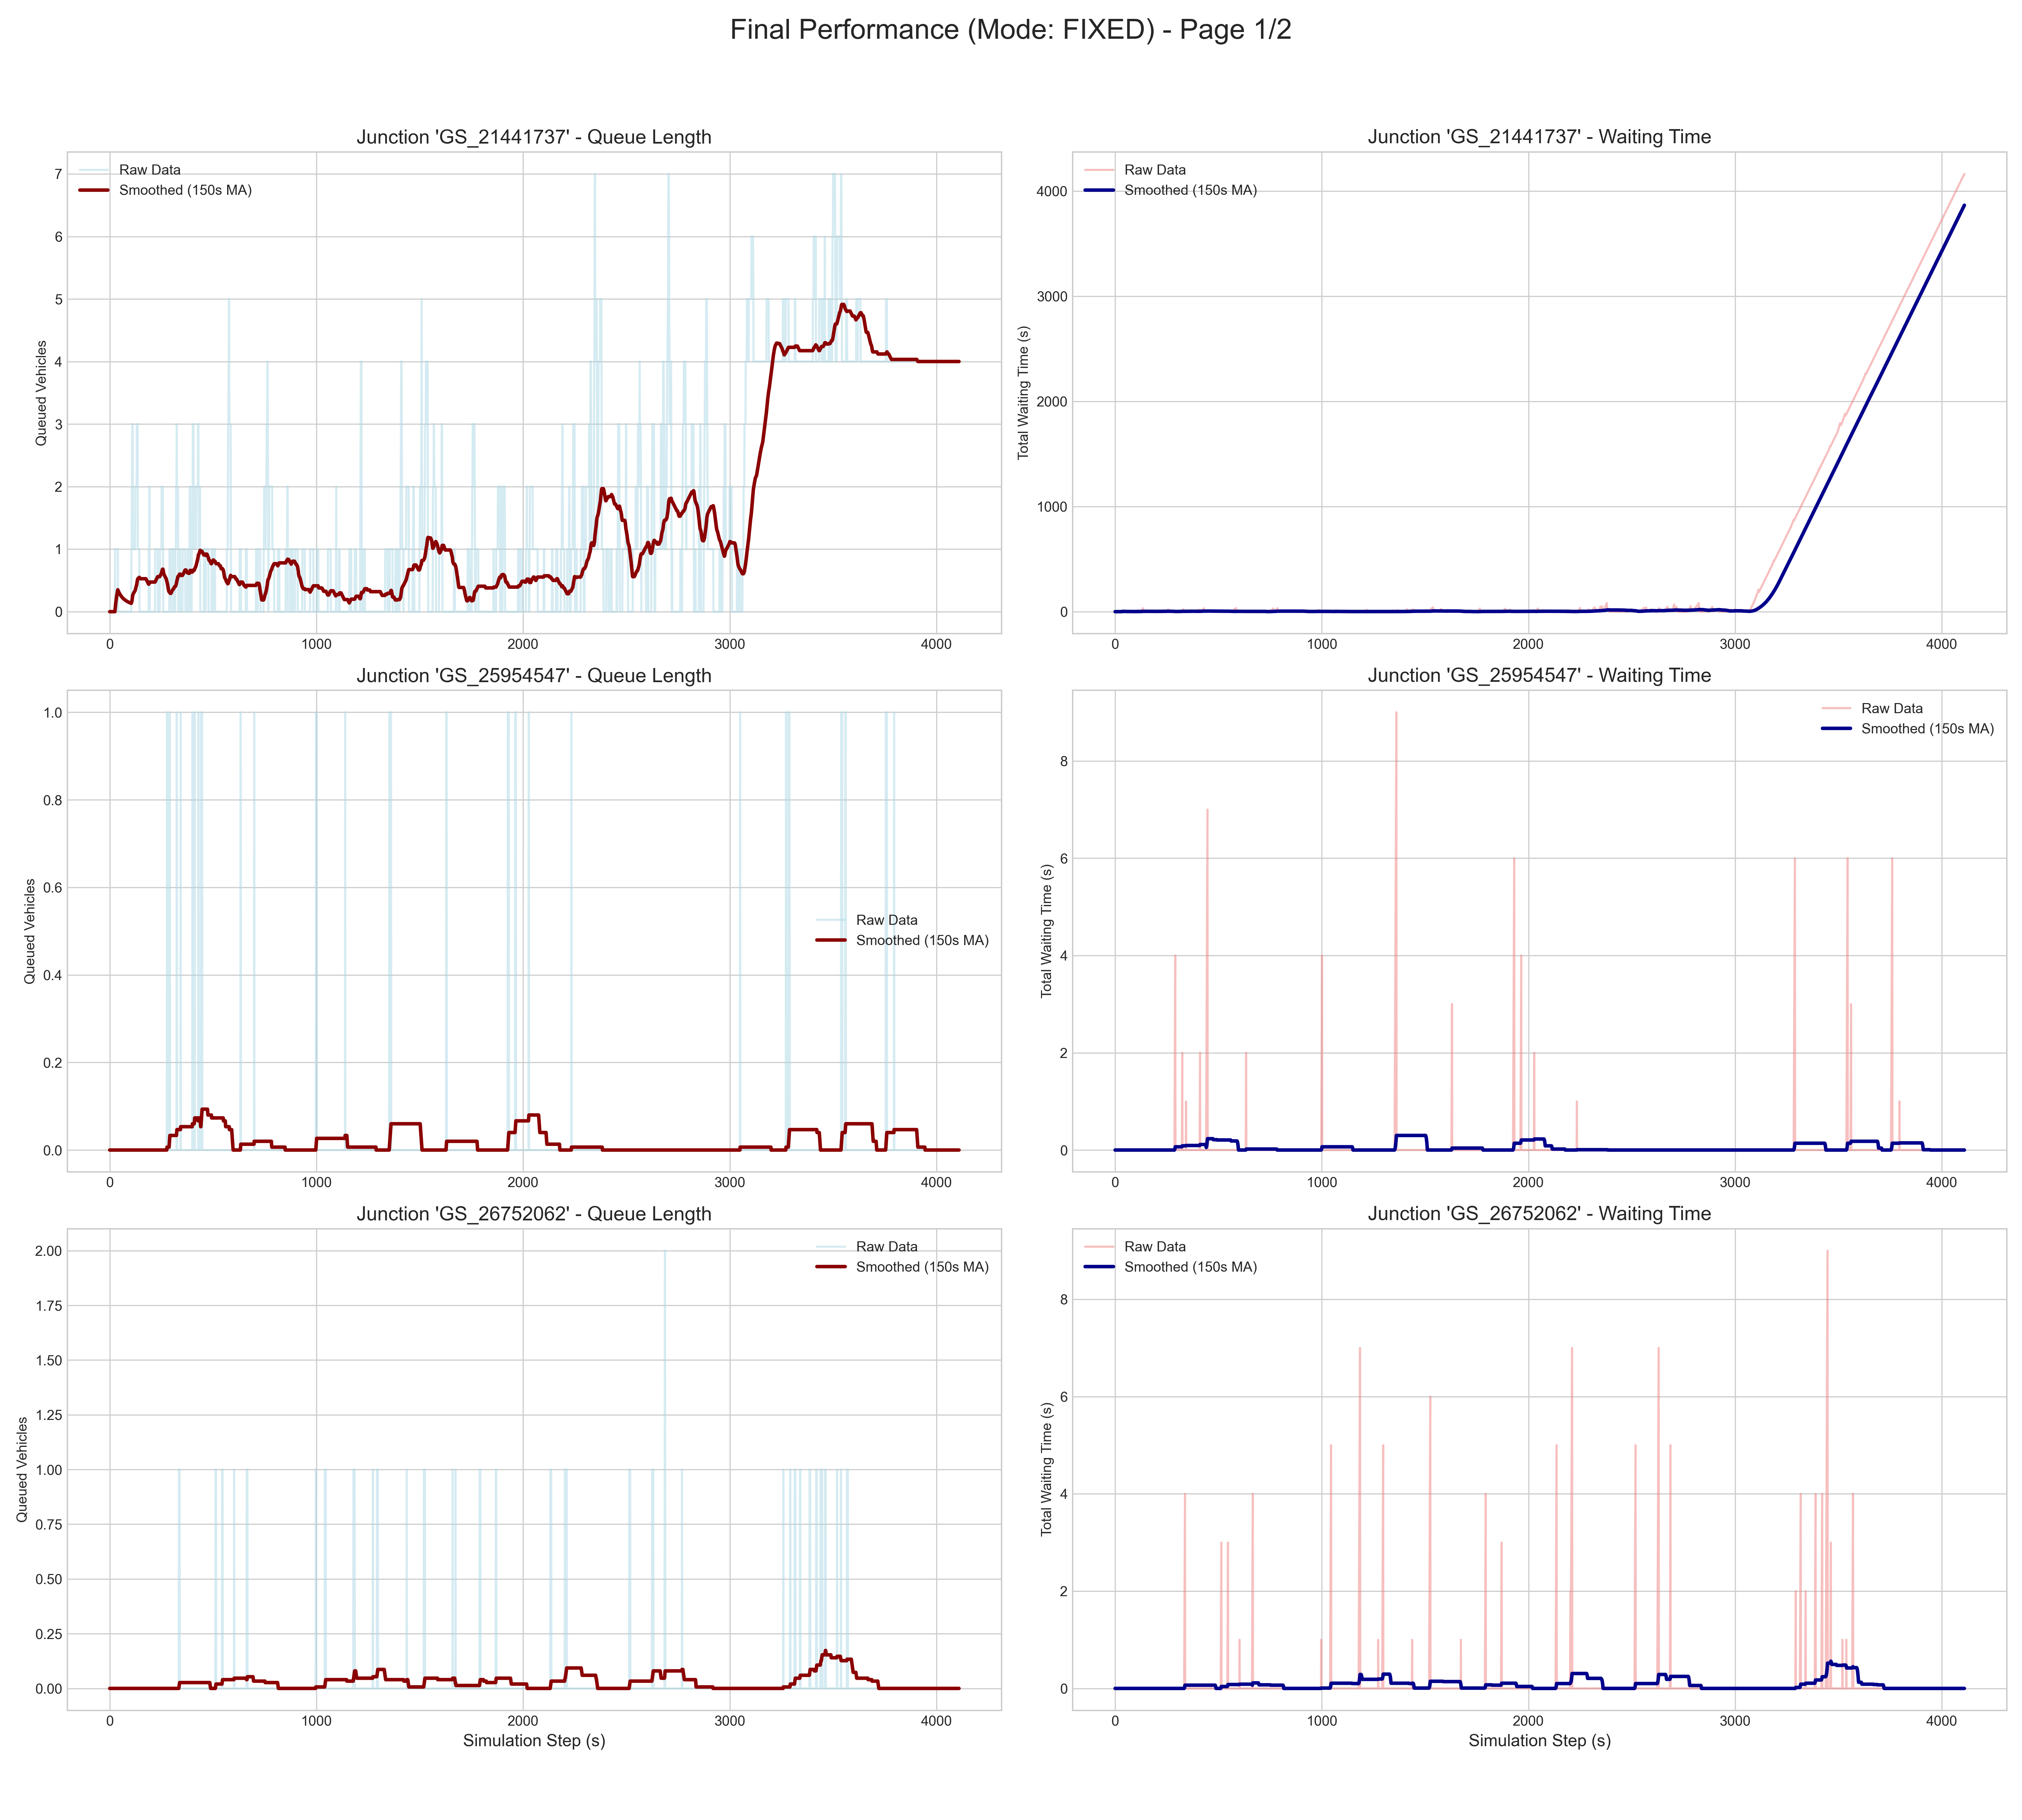 Final Performance (Mode: FIXED) - Page 1/2
Junction 'GS_21441737' - Queue Length
Raw Data
Smoothed (150s MA)
Queued Vehicles
7
6
5
4
3
2
1
0
0 1000 2000 3000 4000
Junction 'GS_21441737' - Waiting Time
Raw Data
Smoothed (150s MA)
Total Waiting Time (s)
4000
3000
2000
1000
0
0 1000 2000 3000 4000
Junction 'GS_25954547' - Queue Length
Raw Data
Smoothed (150s MA)
Queued Vehicles
1.0
0.8
0.6
0.4
0.2
0.0
0 1000 2000 3000 4000
Junction 'GS_25954547' - Waiting Time
Raw Data
Smoothed (150s MA)
Total Waiting Time (s)
8
6
4
2
0
0 1000 2000 3000 4000
Junction 'GS_26752062' - Queue Length
Raw Data
Smoothed (150s MA)
Queued Vehicles
2.00
1.75
1.50
1.25
1.00
0.75
0.50
0.25
0.00
0 1000 2000 3000 4000
Simulation Step (s)
Junction 'GS_26752062' - Waiting Time
Raw Data
Smoothed (150s MA)
Total Waiting Time (s)
8
6
4
2
0
0 1000 2000 3000 4000
Simulation Step (s)